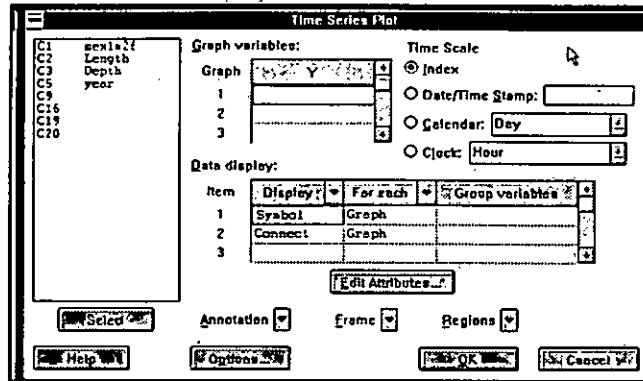 Time Series Plot
C1 sex1m2f
C2 Length
C3 Depth
C5 year
C9
C16
C19
C20
Graph variables:
Graph Y
1
2
3
Time Scale
Index
Date/Time Stamp:
Calendar: Day
Clock: Hour
Data display:
Item Display For each Group variables
1 Symbol Graph
2 Connect Graph
3
Edit Attributes...
Select
Annotation Frame Regions
Help Options... OK Cancel